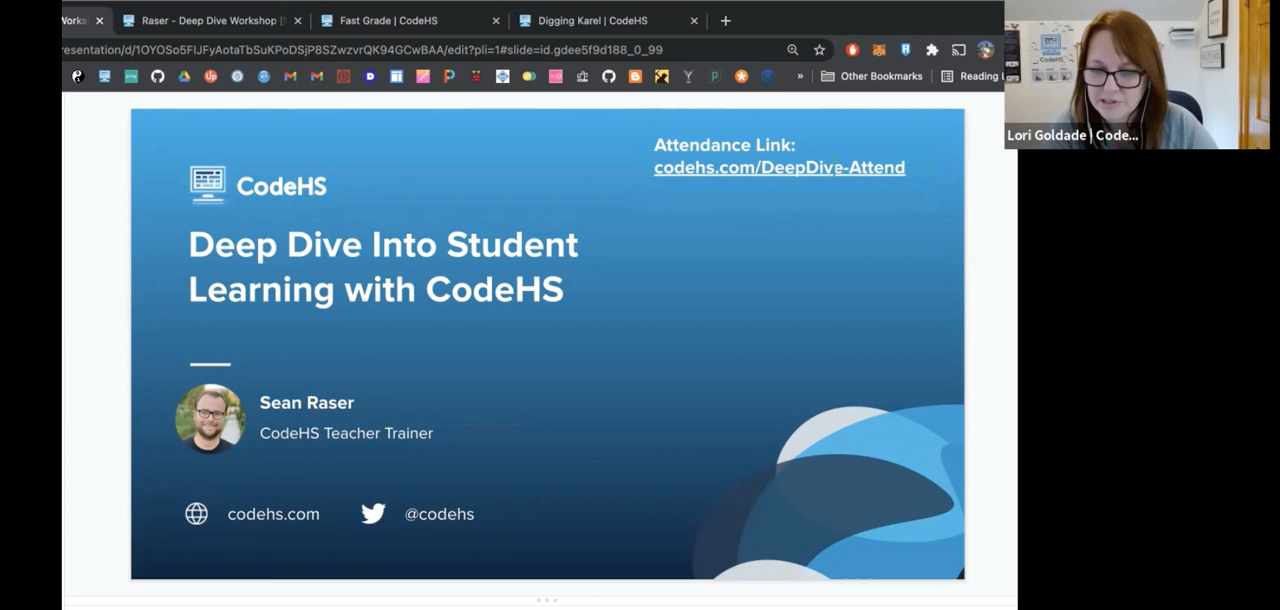 Works
Raser - Deep Dive Workshop [
Fast Grade | CodeHS
Digging Karel | CodeHS
esentation/d/1OYOSo5FIJFyAotaTbSuKPoDSjP8SZwzvrQK94GCwBAA/edit?pli=1#slide=id.gdee5f9d188_0_99
Other Bookmarks
Reading
Lori Goldade | Code...
Attendance Link:
codehs.com/DeepDive-Attend
CodeHS
Deep Dive Into Student
Learning with CodeHS
Sean Raser
CodeHS Teacher Trainer
codehs.com
@codehs